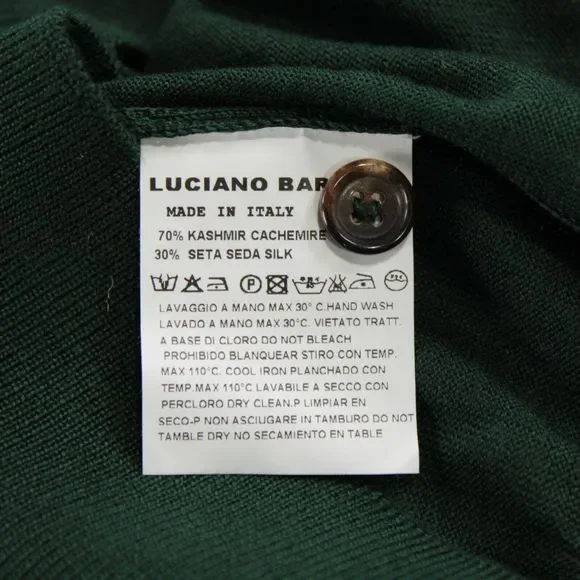 LUCIANO BAR
MADE IN ITALY
70% KASHMIR CACHEMIRE
30% SETA SEDA SILK
LAVAGGIO A MANO MAX 30° C.HAND WASH
LAVADO A MANO MAX 30°C. VIETATO TRATT.
A BASE DI CLORO DO NOT BLEACH
PROHIBIDO BLANQUEAR STIRO CON TEMP.
MAX 110°C. COOL IRON PLANCHADO CON
TEMP.MAX 110°C LAVABILE A SECCO CON
PERCLORO DRY CLEAN.P LIMPIAR EN
SECO-P NON ASCIUGARE IN TAMBURO DO NOT
TAMBLE DRY NO SECAMIENTO EN TABLE